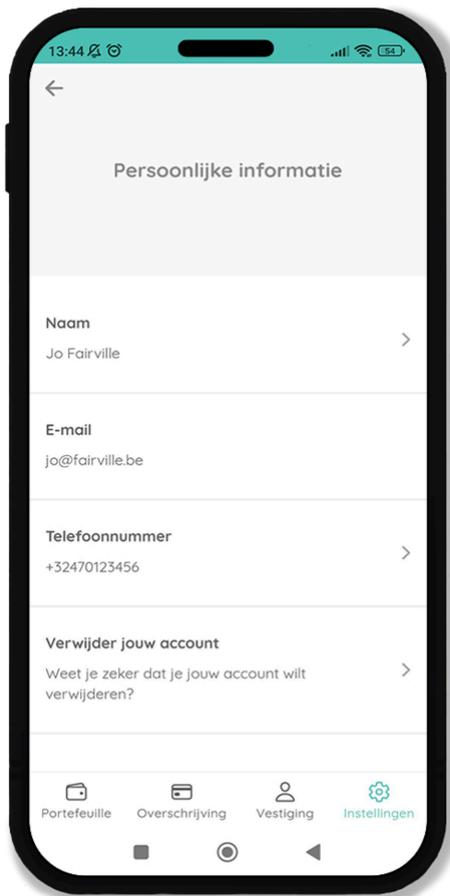 13:44
54
Persoonlijke informatie
Naam
Jo Fairville
E-mail
jo@fairville.be
Telefoonnummer
+32470123456
Verwijder jouw account
Weet je zeker dat je jouw account wilt
verwijderen?
Portefeuille Overschrijving Vestiging Instellingen